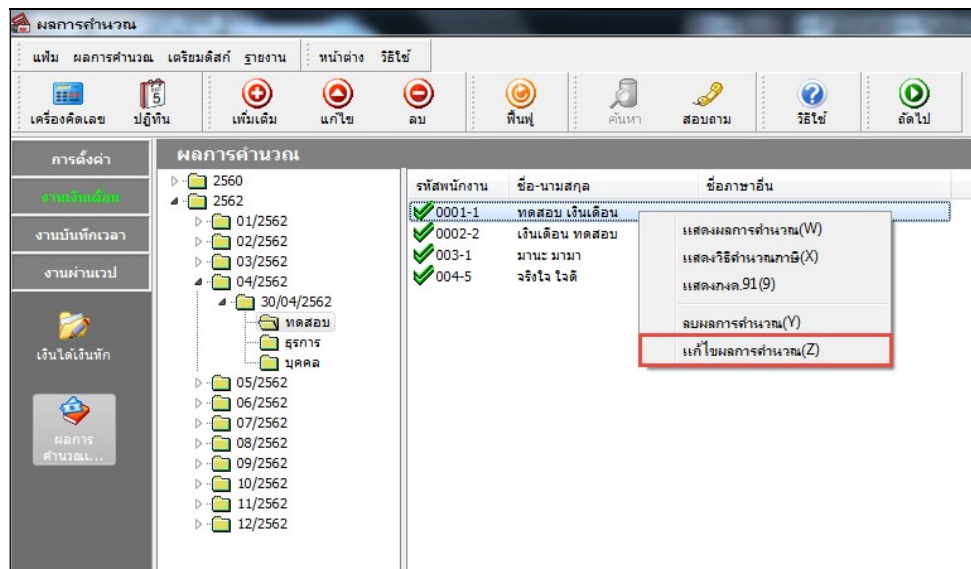 ผลการคำนวณ
แฟ้ม ผลการคำนวณ เตรียมดิสก์ รายงาน หน้าต่าง วิธีใช้
เครื่องคิดเลข ปฏิทิน เพิ่มเติม แก้ไข ลบ ฟื้นฟู ค้นหา สอบถาม วิธีใช้ ถัดไป
การตั้งค่า
งานเงินเดือน
งานบันทึกเวลา
งานผ่านเวป
เงินได้เงินหัก
ผลการ
คำนวณเ...
ผลการคำนวณ
2560
2562
01/2562
02/2562
03/2562
04/2562
30/04/2562
ทดสอบ
ธุรการ
บุคคล
05/2562
06/2562
07/2562
08/2562
09/2562
10/2562
11/2562
12/2562
รหัสพนักงาน ชื่อ-นามสกุล ชื่อภาษาอื่น
0001-1 ทดสอบ เงินเดือน
0002-2 เงินเดือน ทดสอบ
003-1 มานะ มามา
004-5 จริงใจ ใจดี
แสดงผลการคำนวณ(W)
แสดงวิธีคำนวณภาษี(X)
แสดงภงด.91(9)
ลบผลการคำนวณ(Y)
แก้ไขผลการคำนวณ(Z)